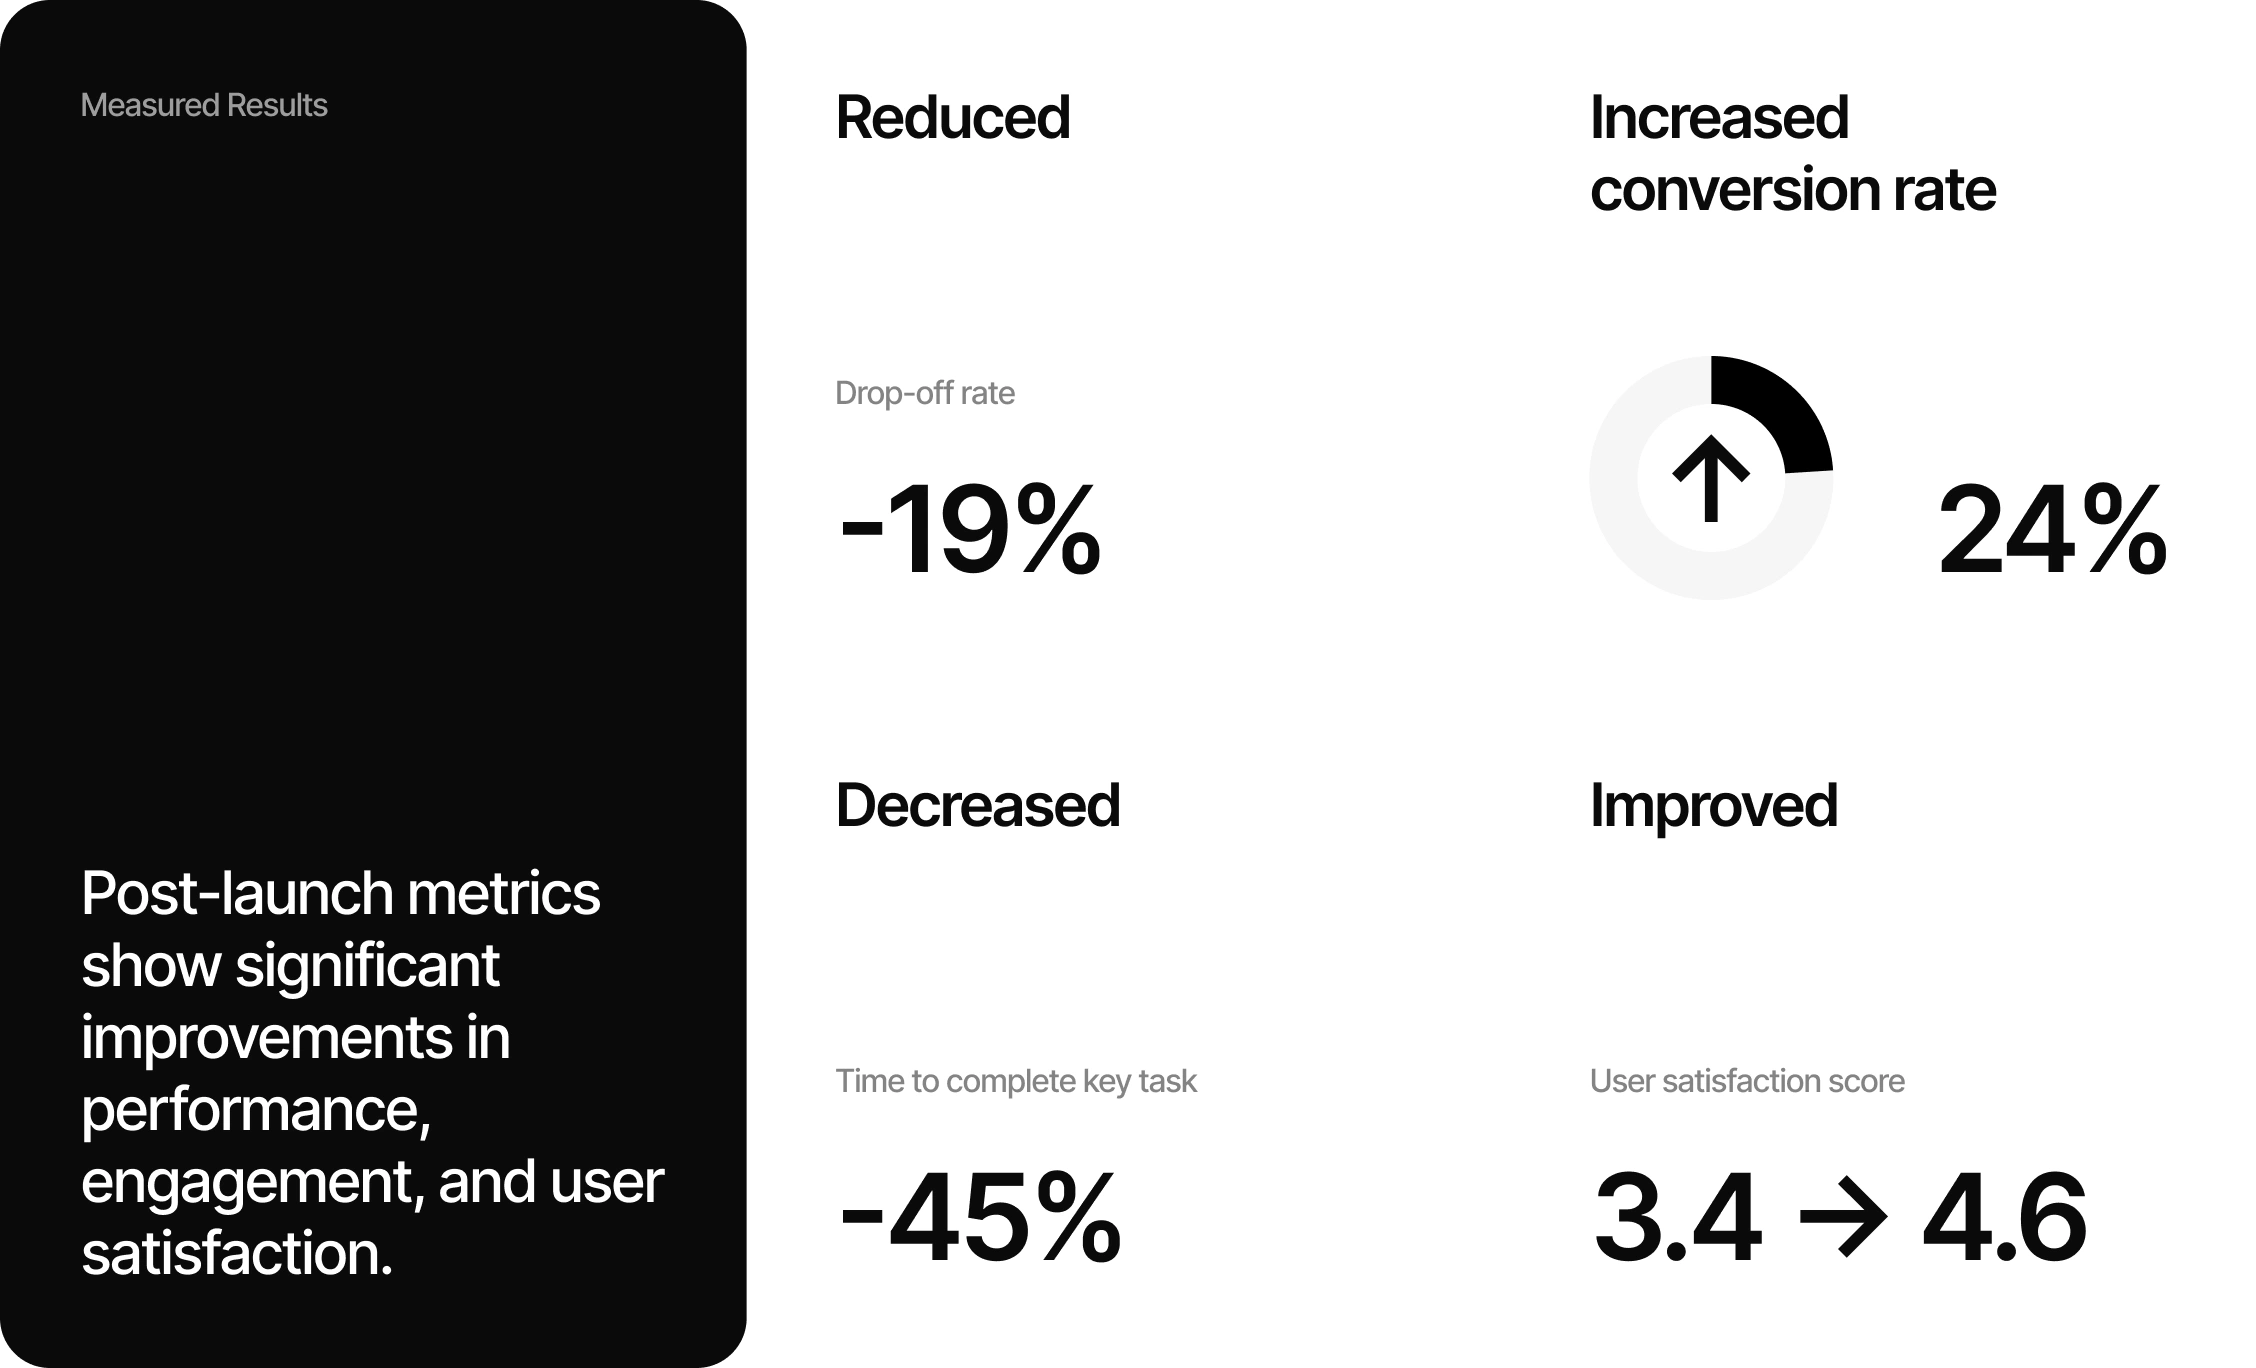 Measured Results
Post-launch metrics
show significant
improvements in
performance,
engagement, and user
satisfaction.
Reduced
Drop-off rate
-19%
Increased
conversion rate
24%
Decreased
Time to complete key task
-45%
Improved
User satisfaction score
3.4 → 4.6